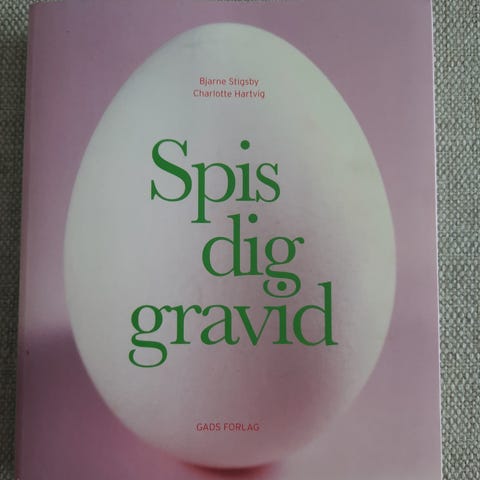 Bjarne Stigsby
Charlotte Hartvig
Spis
dig
gravid
GADS FORLAG